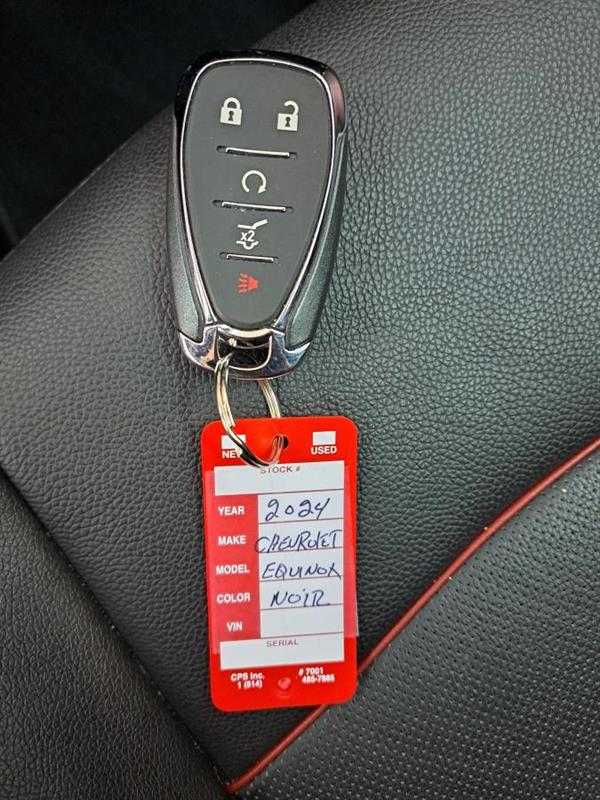 x2
NEW USED
STOCK #
YEAR 2024
MAKE CHEVROLET
MODEL EQUINOX
COLOR NOIR
VIN
SERIAL
CPS Inc. # 7001
1 (514) 485-7885